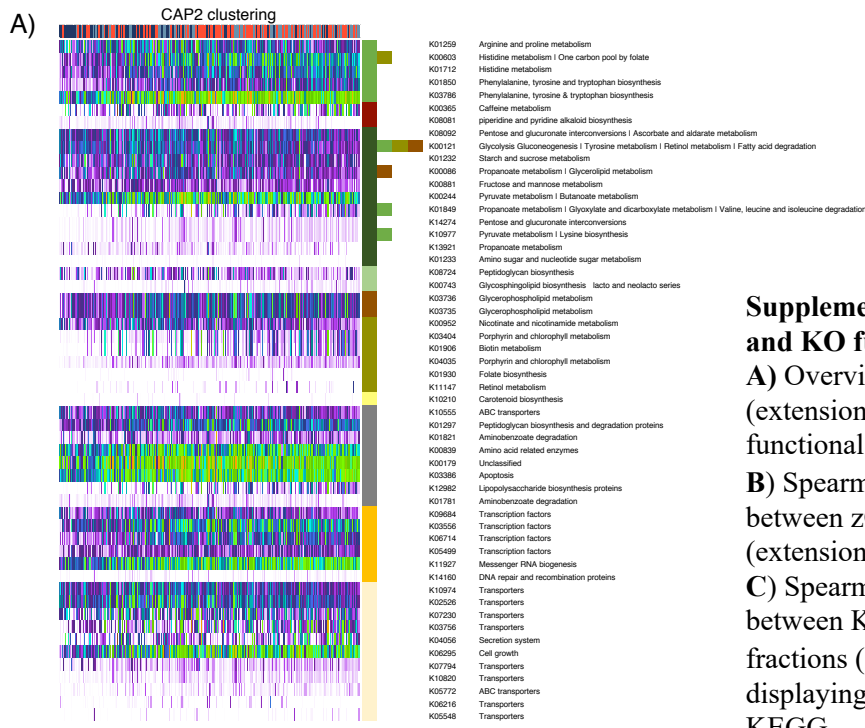 A)
CAP2 clustering
K01259 Arginine and proline metabolism
K00603 Histidine metabolism | One carbon pool by folate
K01712 Histidine metabolism
K01850 Phenylalanine, tyrosine and tryptophan biosynthesis
K03786 Phenylalanine, tyrosine & tryptophan biosynthesis
K00365 Caffeine metabolism
K08081 piperidine and pyridine alkaloid biosynthesis
K08092 Pentose and glucuronate interconversions | Ascorbate and aldarate metabolism
K00121 Glycolysis Gluconeogenesis | Tyrosine metabolism | Retinol metabolism | Fatty acid degradation
K01232 Starch and sucrose metabolism
K00086 Propanoate metabolism | Glycerolipid metabolism
K00881 Fructose and mannose metabolism
K00244 Pyruvate metabolism | Butanoate metabolism
K01849 Propanoate metabolism | Glyoxylate and dicarboxylate metabolism | Valine, leucine and isoleucine degradation
K14274 Pentose and glucuronate interconversions
K10977 Pyruvate metabolism | Lysine biosynthesis
K13921 Propanoate metabolism
K01233 Amino sugar and nucleotide sugar metabolism
K08724 Peptidoglycan biosynthesis
K00743 Glycosphingolipid biosynthesis lacto and neolacto series
K03736 Glycerophospholipid metabolism
K03735 Glycerophospholipid metabolism
K00952 Nicotinate and nicotinamide metabolism
K03404 Porphyrin and chlorophyll metabolism
K01906 Biotin metabolism
K04035 Porphyrin and chlorophyll metabolism
K01930 Folate biosynthesis
K11147 Retinol metabolism
K10210 Carotenoid biosynthesis
K10555 ABC transporters
K01297 Peptidoglycan biosynthesis and degradation proteins
K01821 Aminobenzoate degradation
K00839 Amino acid related enzymes
K00179 Unclassified
K03386 Apoptosis
K12982 Lipopolysaccharide biosynthesis proteins
K01781 Aminobenzoate degradation
K09684 Transcription factors
K03556 Transcription factors
K06714 Transcription factors
K05499 Transcription factors
K11927 Messenger RNA biogenesis
K14160 DNA repair and recombination proteins
K10974 Transporters
K02526 Transporters
K07230 Transporters
K03756 Transporters
K04056 Secretion system
K06295 Cell growth
K07794 Transporters
K10820 Transporters
K05772 ABC transporters
K06216 Transporters
K05548 Transporters
Suppleme
and KO f
A) Overvi
(extension
functional
B) Spearm
between z
(extension
C) Spearm
between K
fractions (
displaying
KEGG